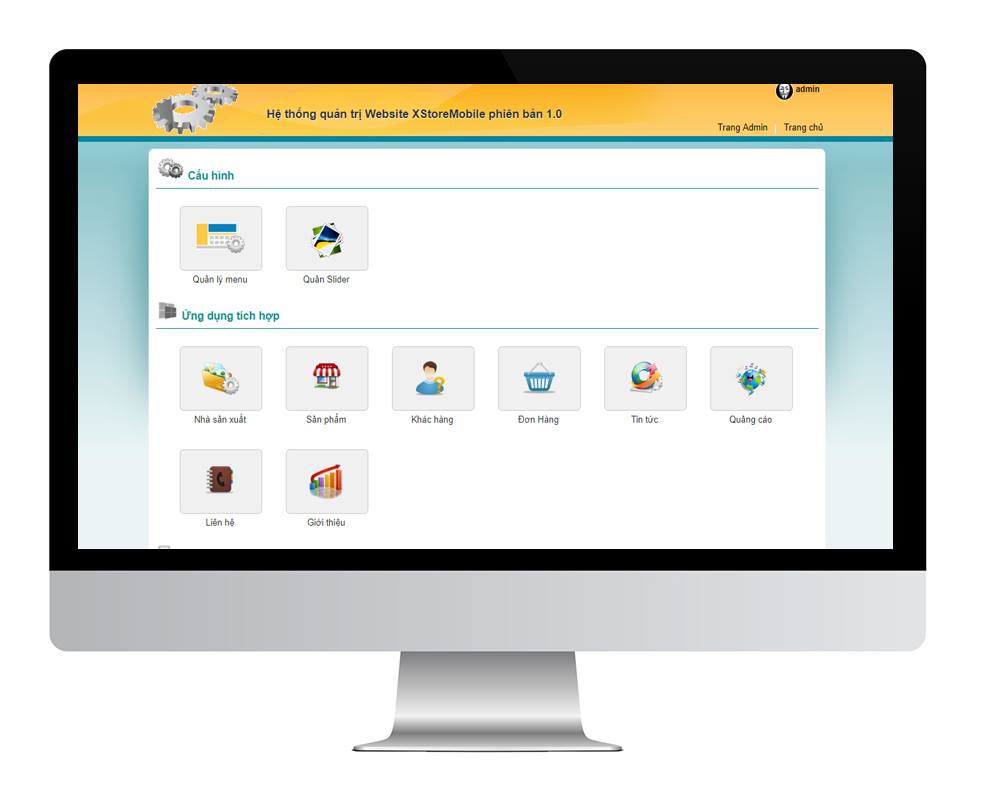 admin
Hệ thống quản trị Website XStoreMobile phiên bản 1.0
Trang Admin | Trang chủ
Cấu hình
Quản lý menu
Quản Slider
Ứng dụng tích hợp
Nhà sản xuất
Sản phẩm
Khác hàng
Đơn Hàng
Tin tức
Quảng cáo
Liên hệ
Giới thiệu